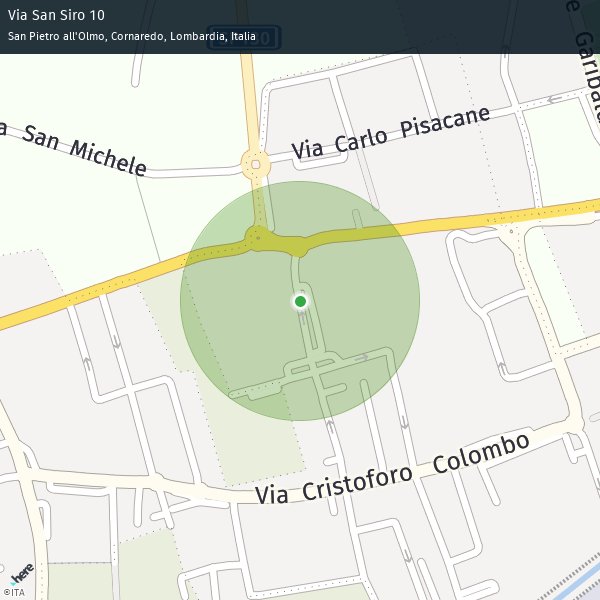 Via San Siro 10
San Pietro all'Olmo, Cornaredo, Lombardia, Italia
San Michele
Via Carlo Pisacane
Via Cristoforo Colombo
here
©ITA